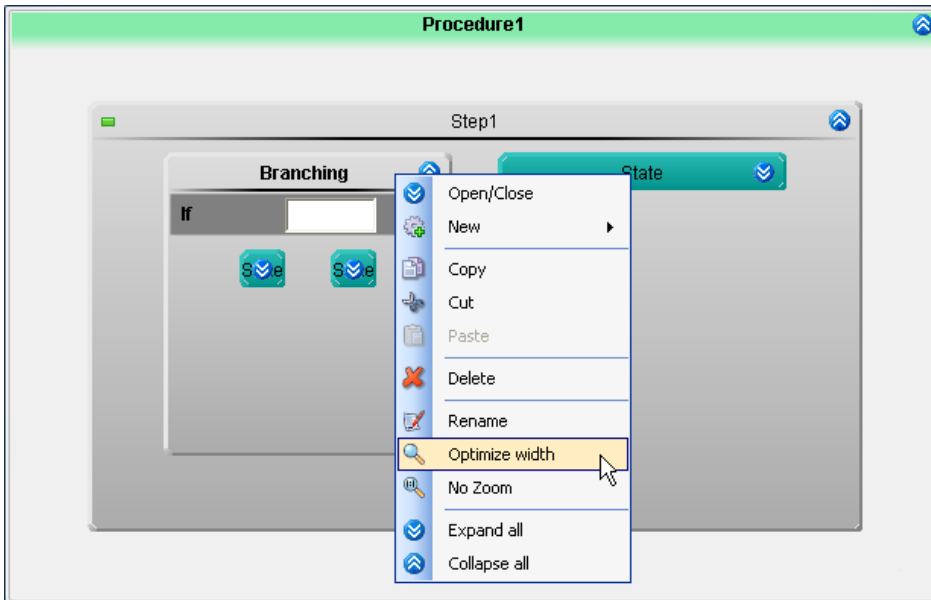 Procedure1
Step1
Branching
State
If
Open/Close
New
Copy
Cut
Paste
Delete
Rename
Optimize width
No Zoom
Expand all
Collapse all